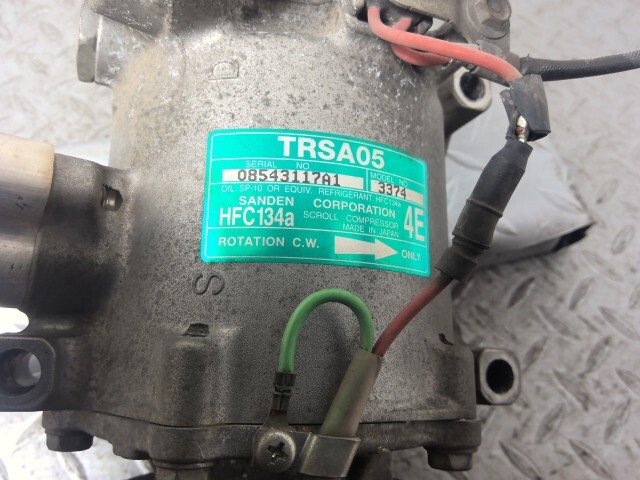 D
TRSA05
SERIAL NO MODEL NO
08543117A1 3374
OIL SP-10 OR EQUIV. REFRIGERANT HFC134a
SANDEN CORPORATION
HFC134a SCROLL COMPRESSOR 4E
MADE IN JAPAN
ROTATION C.W. ONLY
S